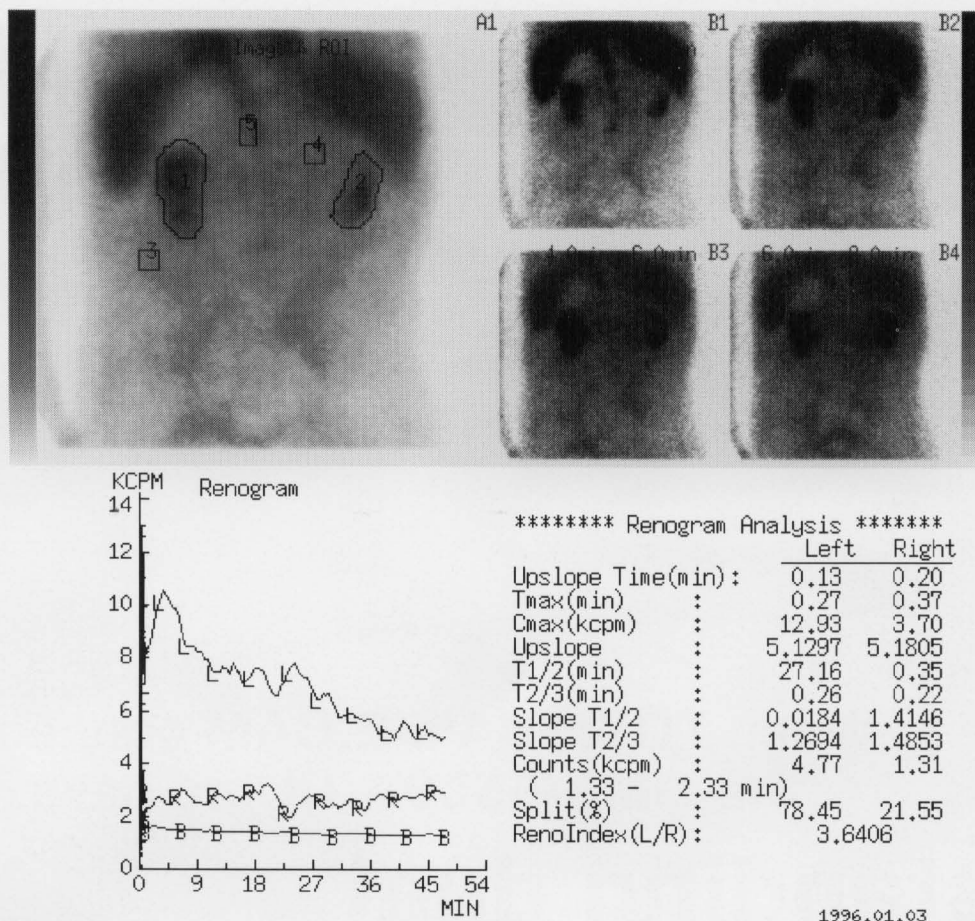 Image & ROI
5
4
1
2
3
A1
B1
B2
4.0min 6.0min B3
6.0min 8.0min B4
KCPM
Renogram
14
12
10
8
6
4
2
0
L L L L L L L L L
R R R R R R R R
B B B B B B B B B
0 9 18 27 36 45 54
MIN
******** Renogram Analysis *******
Left Right
Upslope Time(min): 0.13 0.20
Tmax(min) : 0.27 0.37
Cmax(kcpm) : 12.93 3.70
Upslope : 5.1297 5.1805
T1/2(min) : 27.16 0.35
T2/3(min) : 0.26 0.22
Slope T1/2 : 0.0184 1.4146
Slope T2/3 : 1.2694 1.4853
Counts(kcpm) : 4.77 1.31
( 1.33 - 2.33 min)
Split(%) : 78.45 21.55
RenoIndex(L/R): 3.6406
1996.01.03